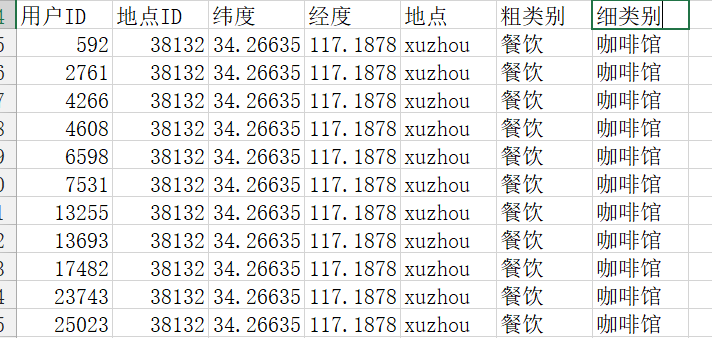 4 用户ID 地点ID 纬度 经度 地点 粗类别 细类别
5 592 38132 34.26635 117.1878 xuzhou 餐饮 咖啡馆
6 2761 38132 34.26635 117.1878 xuzhou 餐饮 咖啡馆
7 4266 38132 34.26635 117.1878 xuzhou 餐饮 咖啡馆
8 4608 38132 34.26635 117.1878 xuzhou 餐饮 咖啡馆
9 6598 38132 34.26635 117.1878 xuzhou 餐饮 咖啡馆
0 7531 38132 34.26635 117.1878 xuzhou 餐饮 咖啡馆
1 13255 38132 34.26635 117.1878 xuzhou 餐饮 咖啡馆
2 13693 38132 34.26635 117.1878 xuzhou 餐饮 咖啡馆
3 17482 38132 34.26635 117.1878 xuzhou 餐饮 咖啡馆
4 23743 38132 34.26635 117.1878 xuzhou 餐饮 咖啡馆
5 25023 38132 34.26635 117.1878 xuzhou 餐饮 咖啡馆